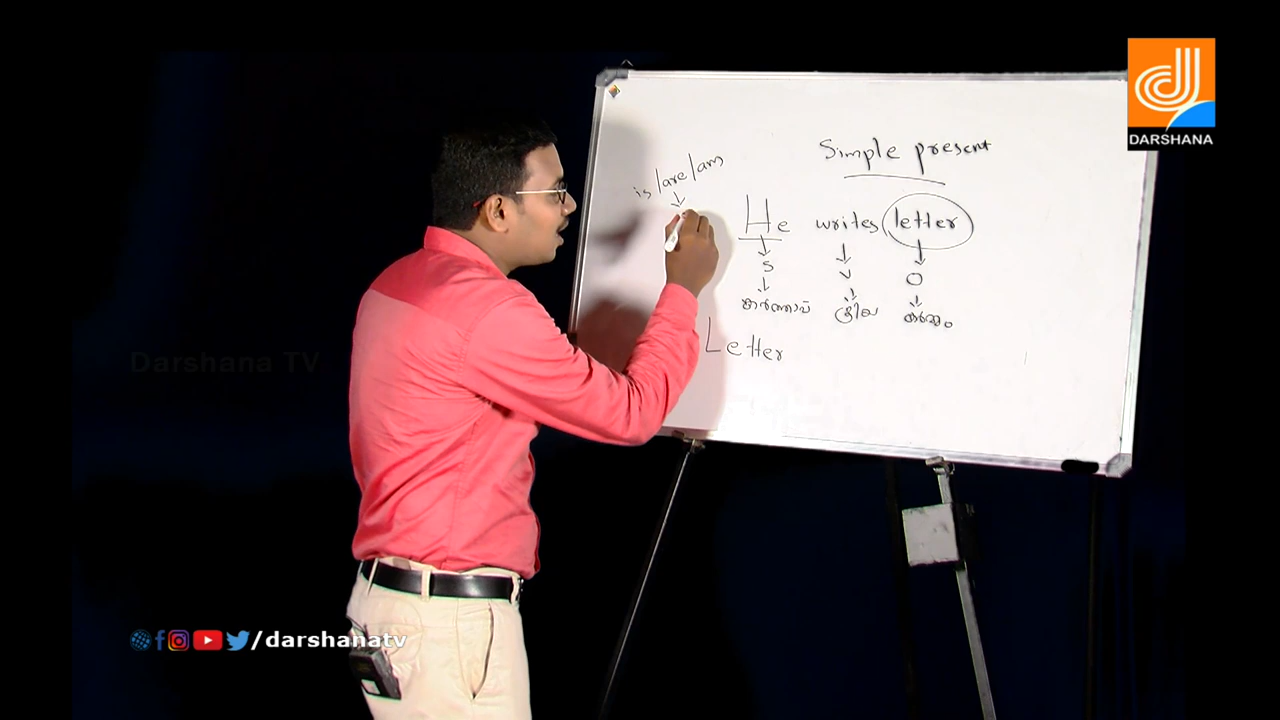 DARSHANA
Simple present
is/are/am
He writes letter
S V O
കർത്താവ് ക്രിയ കർമ്മം
Letter
Darshana TV
/darshanatv